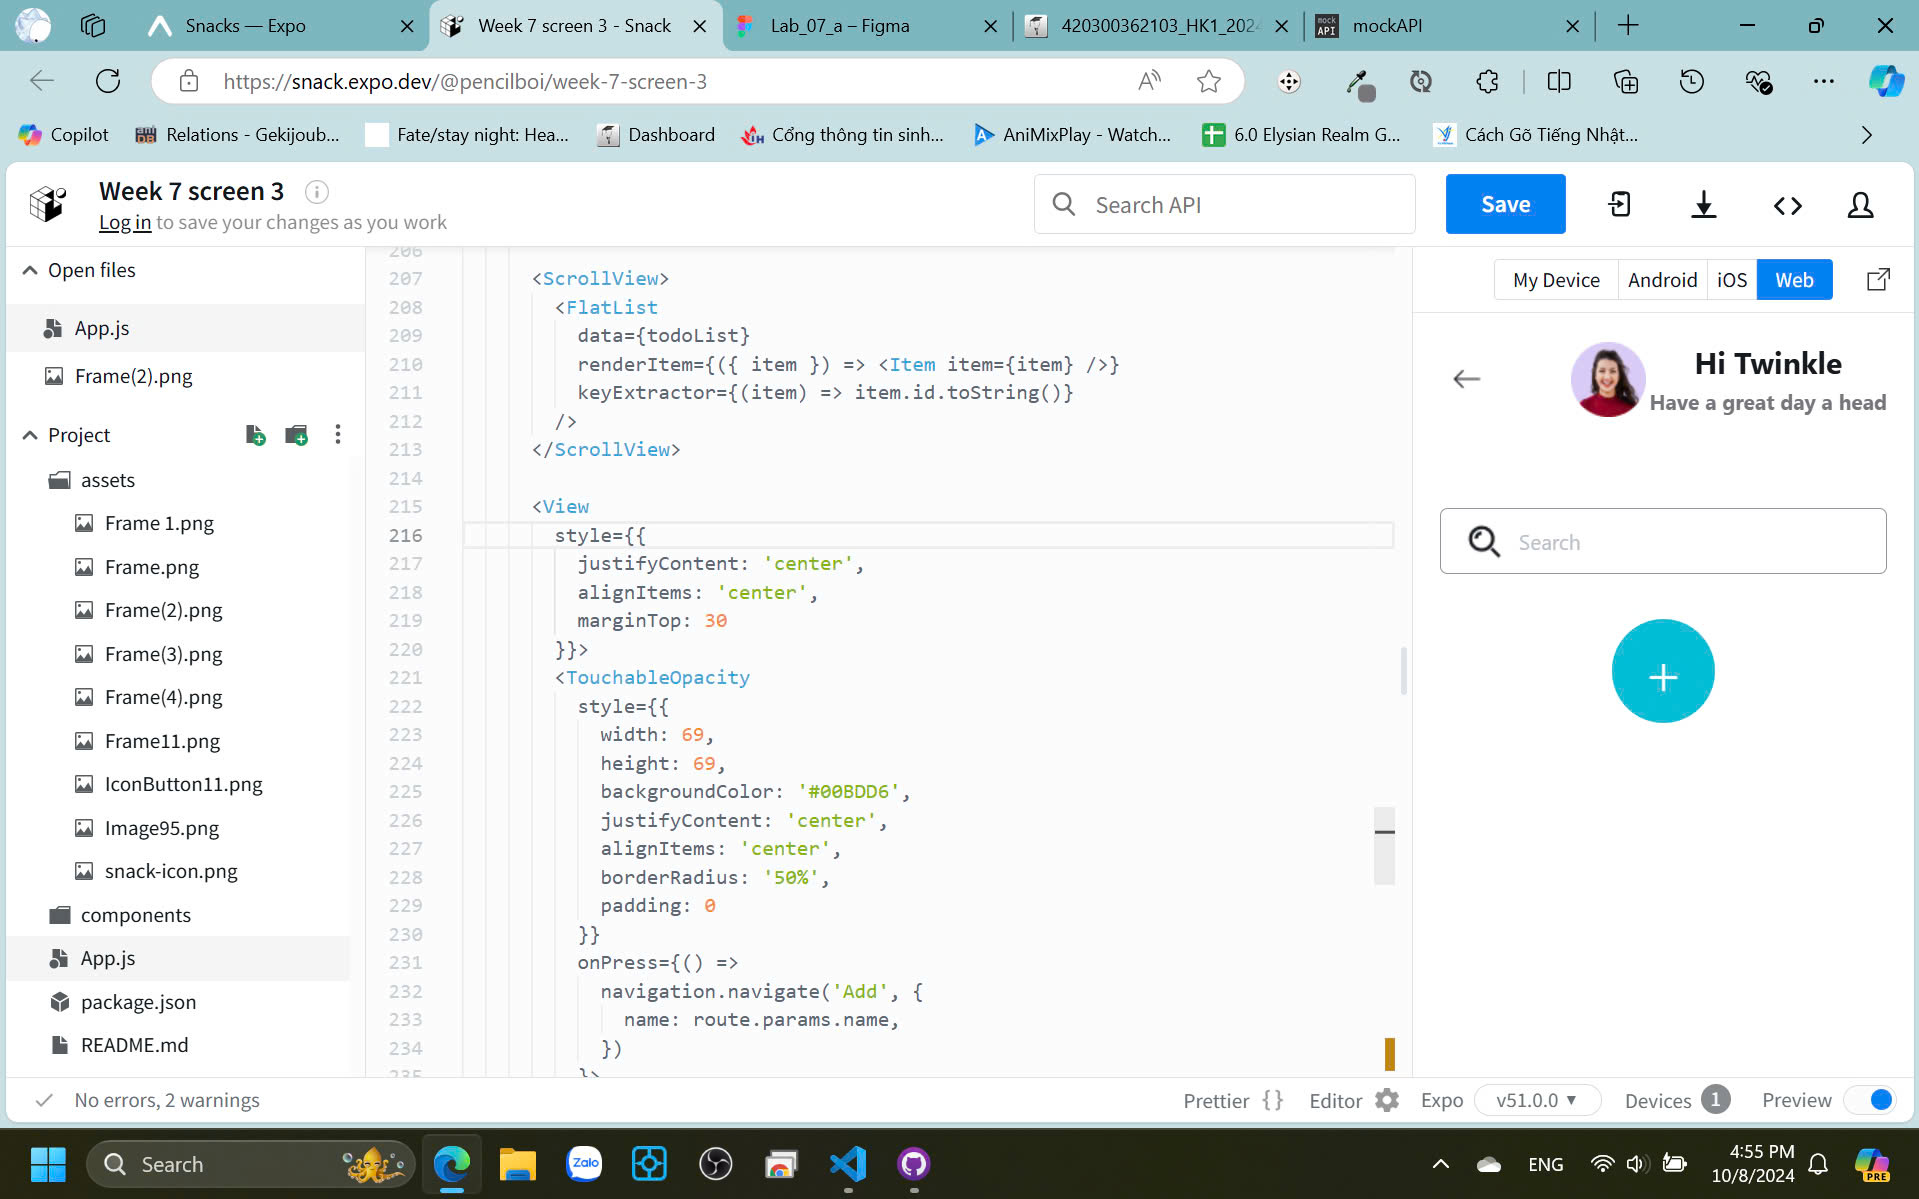 Snacks — Expo
Week 7 screen 3 - Snack
Lab_07_a – Figma
420300362103_HK1_202
mock API
mockAPI
https://snack.expo.dev/@pencilboi/week-7-screen-3
Copilot
Relations - Gekijoub...
Fate/stay night: Hea...
Dashboard
Cổng thông tin sinh...
AniMixPlay - Watch...
6.0 Elysian Realm G...
Cách Gõ Tiếng Nhật...
Week 7 screen 3
Log in to save your changes as you work
Search API
Save
Open files
App.js
Frame(2).png
Project
assets
Frame 1.png
Frame.png
Frame(2).png
Frame(3).png
Frame(4).png
Frame11.png
IconButton11.png
Image95.png
snack-icon.png
components
App.js
package.json
README.md
206
207 <ScrollView>
208 <FlatList
209 data={todoList}
210 renderItem={({ item }) => <Item item={item} />}
211 keyExtractor={(item) => item.id.toString()}
212 />
213 </ScrollView>
214
215 <View
216 style={{
217 justifyContent: 'center',
218 alignItems: 'center',
219 marginTop: 30
220 }}>
221 <TouchableOpacity
222 style={{
223 width: 69,
224 height: 69,
225 backgroundColor: '#00BDD6',
226 justifyContent: 'center',
227 alignItems: 'center',
228 borderRadius: '50%',
229 padding: 0
230 }}
231 onPress={() =>
232 navigation.navigate('Add', {
233 name: route.params.name,
234 })
235 }>
My Device
Android
iOS
Web
Hi Twinkle
Have a great day a head
Search
+
No errors, 2 warnings
Prettier { }
Editor
Expo
v51.0.0
Devices 1
Preview
Search
Zalo
ENG
4:55 PM
10/8/2024
PRE